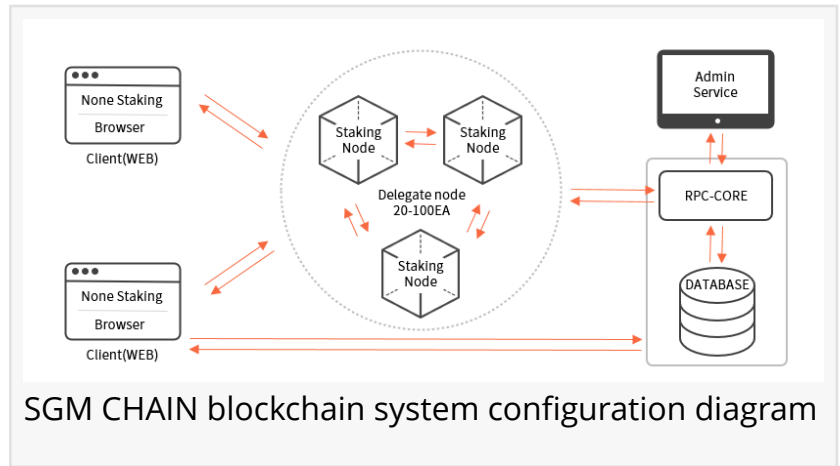 None Staking
Browser
Client(WEB)
Staking
Node
Staking
Node
Delegate node
20-100EA
Staking
Node
Admin
Service
RPC-CORE
DATABASE
None Staking
Browser
Client(WEB)
SGM CHAIN blockchain system configuration diagram